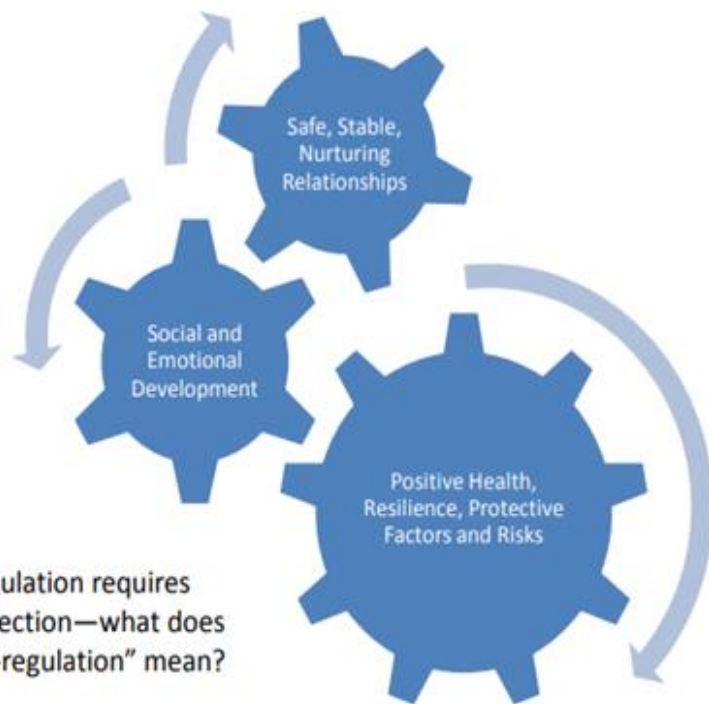 Safe, Stable,
Nurturing
Relationships
Social and
Emotional
Development
Positive Health,
Resilience, Protective
Factors and Risks
gulation requires
ection—what does
-regulation” mean?